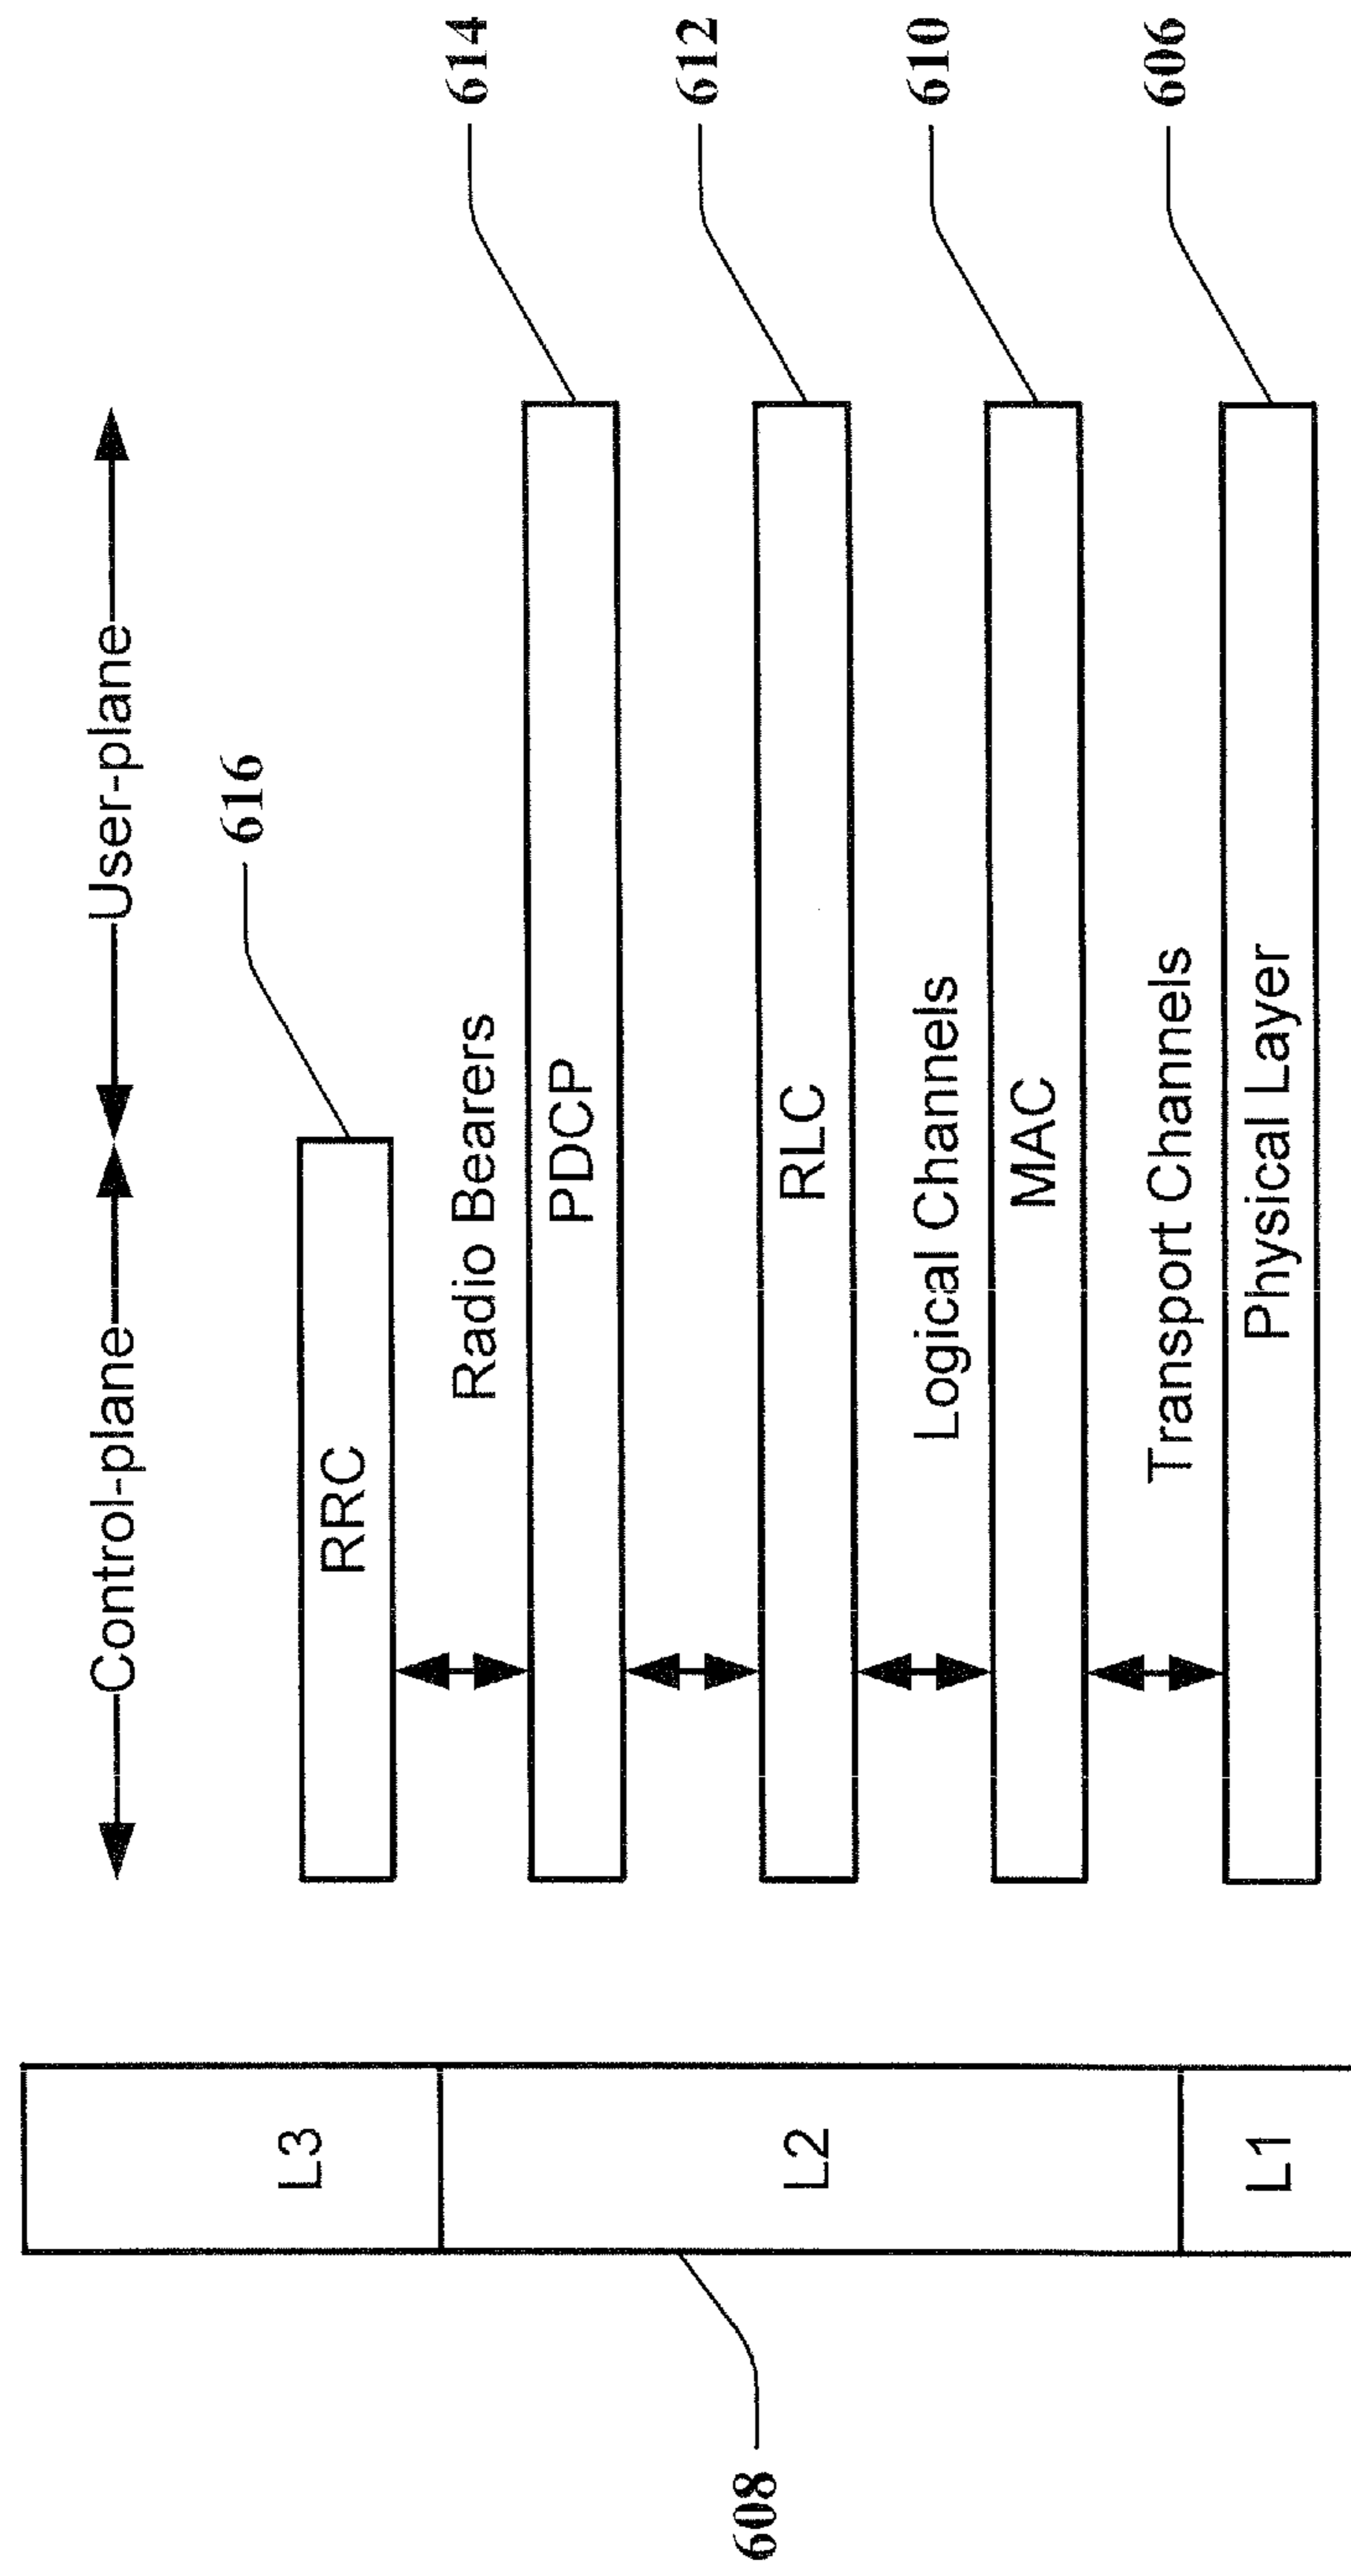 Control-plane User-plane
616
RRC
614
Radio Bearers
PDCP
612
RLC
610
Logical Channels
MAC
606
Transport Channels
Physical Layer
L3
L2
L1
608